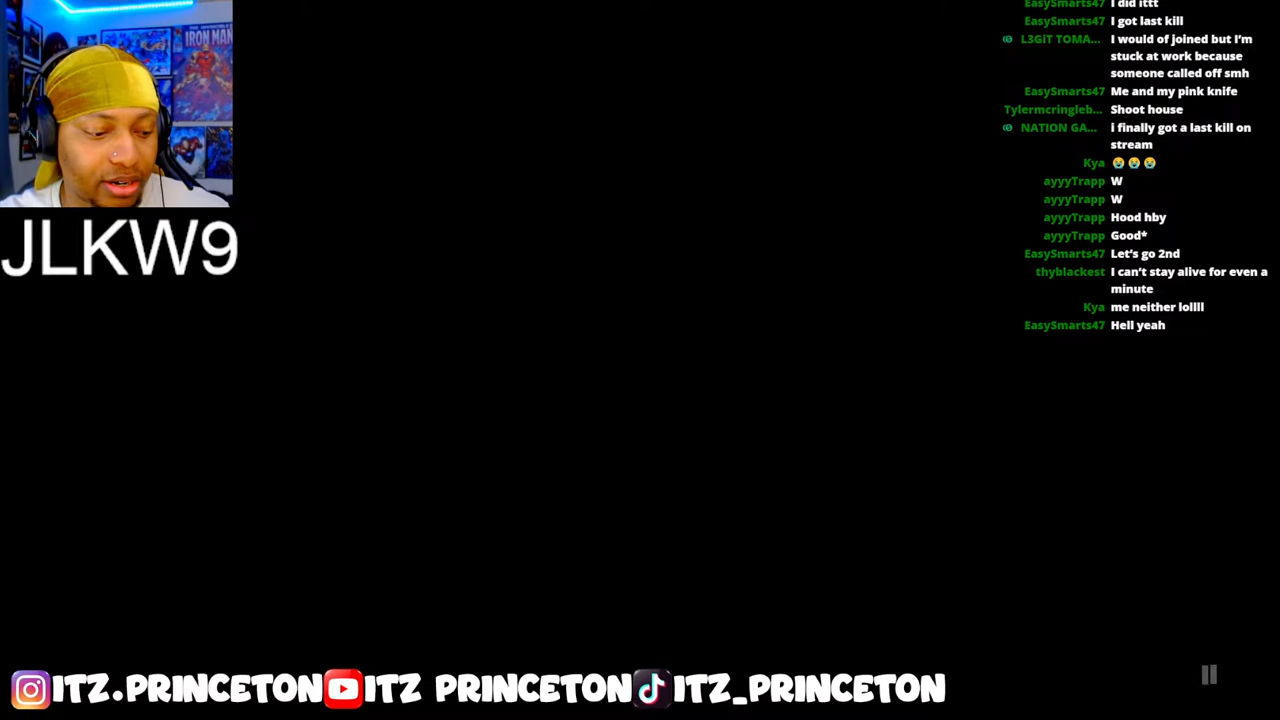 IRON MAN
JLKW9
EasySmarts47 I did ittt
EasySmarts47 I got last kill
L3GiT TOMA... I would of joined but I'm
stuck at work because
someone called off smh
EasySmarts47 Me and my pink knife
Tylermcringleb... Shoot house
NATION GA... i finally got a last kill on
stream
Kya 😭😭😭
ayyyTrapp W
ayyyTrapp W
ayyyTrapp Hood hby
ayyyTrapp Good*
EasySmarts47 Let's go 2nd
thyblackest I can't stay alive for even a
minute
Kya me neither lollll
EasySmarts47 Hell yeah
ITZ.PRINCETON ITZ PRINCETON ITZ_PRINCETON